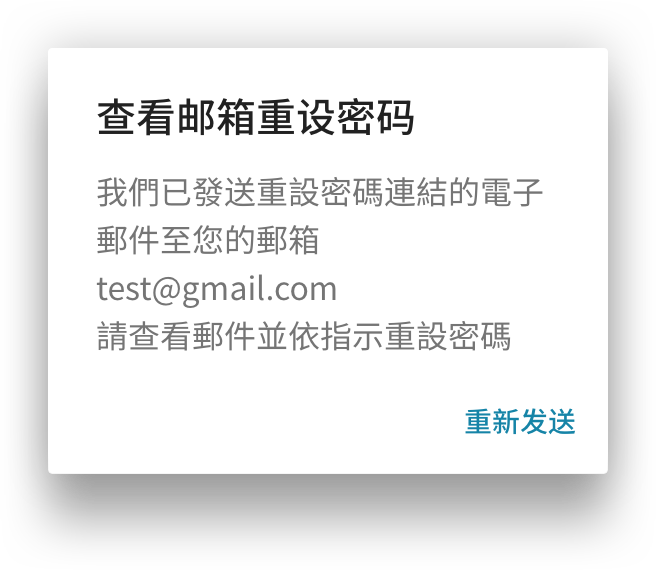 查看邮箱重设密码
我們已發送重設密碼連結的電子
郵件至您的郵箱
test@gmail.com
請查看郵件並依指示重設密碼
重新发送